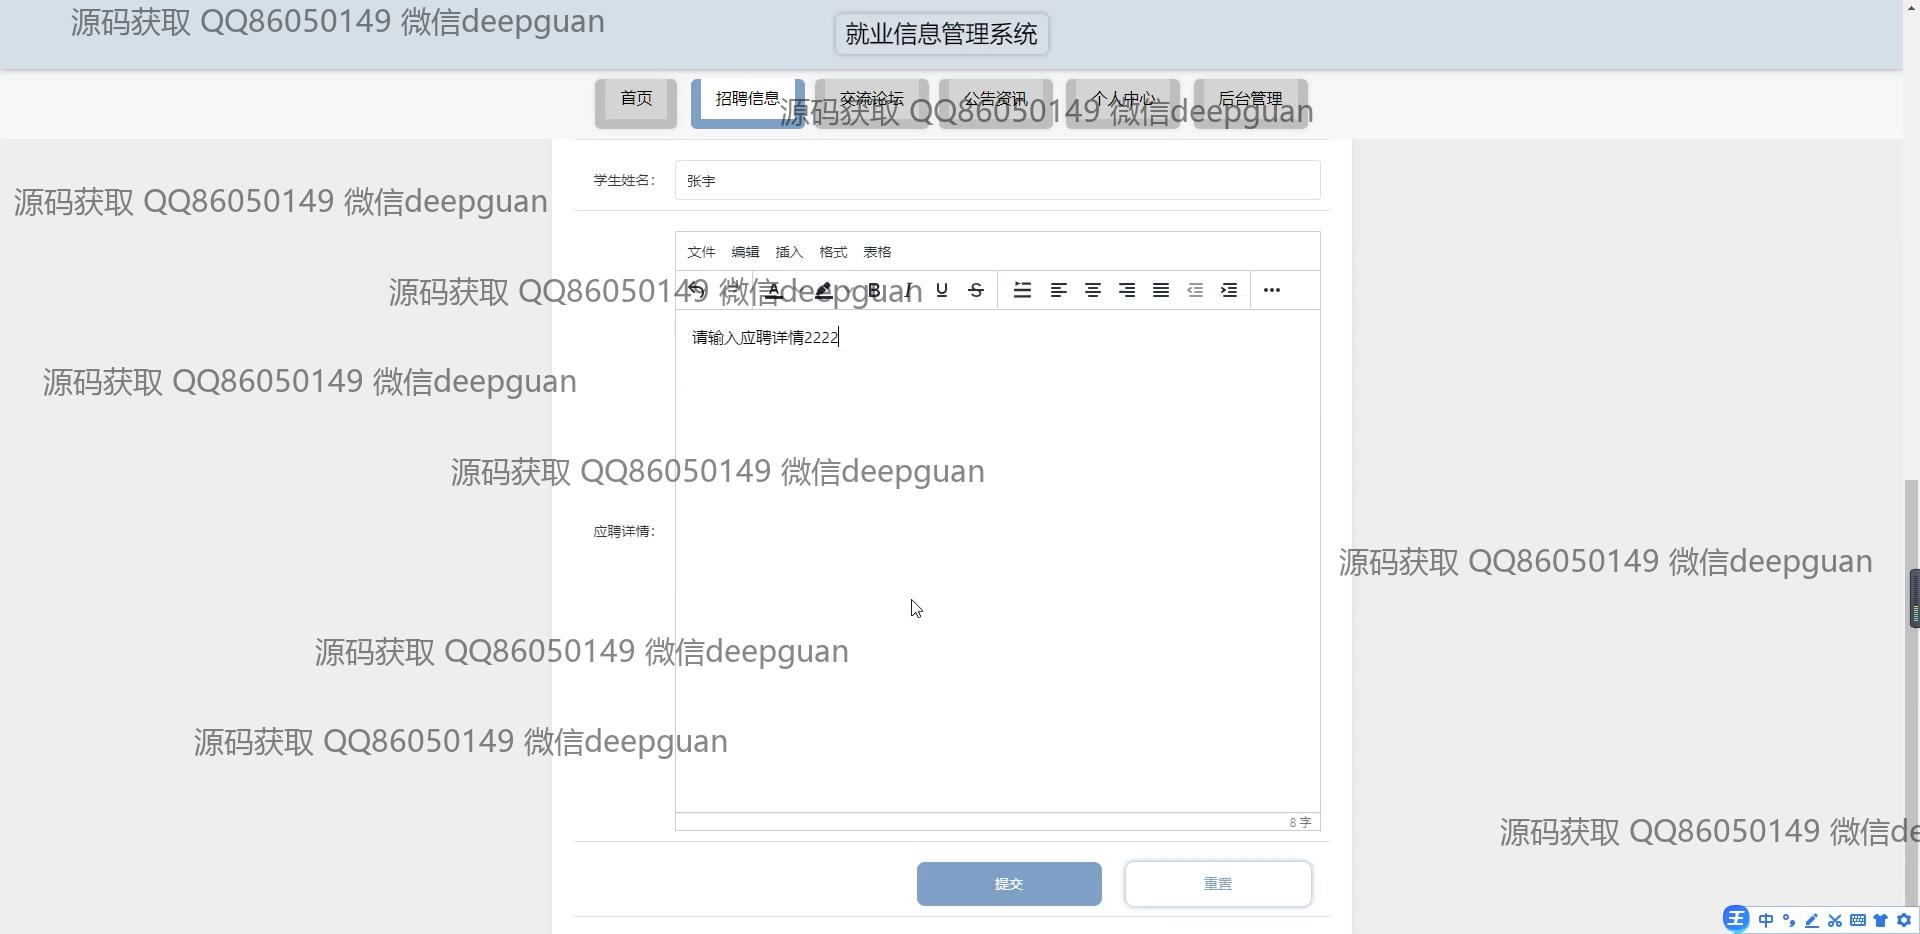 源码获取 QQ86050149 微信deepguan
就业信息管理系统
首页 招聘信息 交流论坛 公告资讯 个人中心 后台管理
源码获取 QQ86050149 微信deepguan
学生姓名： 张宇
源码获取 QQ86050149 微信deepguan
文件 编辑 插入 格式 表格
源码获取 QQ86050149 微信deepguan
请输入应聘详情2222
源码获取 QQ86050149 微信deepguan
源码获取 QQ86050149 微信deepguan
应聘详情：
源码获取 QQ86050149 微信deepguan
源码获取 QQ86050149 微信deepguan
源码获取 QQ86050149 微信deepguan
8 字
源码获取 QQ86050149 微信de
提交 重置
王 中